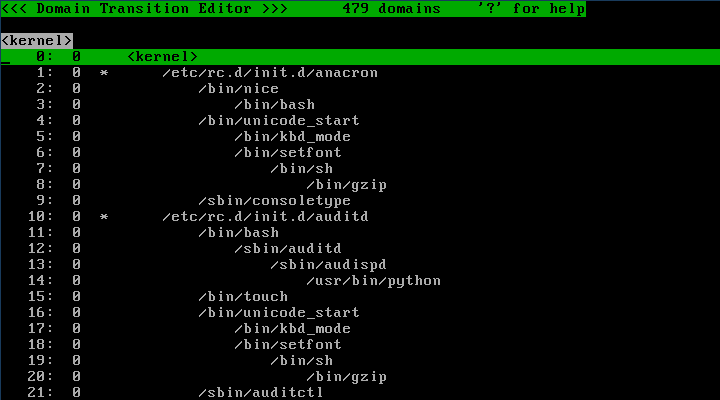 <<< Domain Transition Editor >>>      479 domains    '?' for help
<kernel>
    0:  0     <kernel>
    1:  0  *      /etc/rc.d/init.d/anacron
    2:  0             /bin/nice
    3:  0                 /bin/bash
    4:  0             /bin/unicode_start
    5:  0                 /bin/kbd_mode
    6:  0                 /bin/setfont
    7:  0                     /bin/sh
    8:  0                         /bin/gzip
    9:  0             /sbin/consoletype
   10:  0  *      /etc/rc.d/init.d/auditd
   11:  0             /bin/bash
   12:  0                 /sbin/auditd
   13:  0                     /sbin/audispd
   14:  0                         /usr/bin/python
   15:  0             /bin/touch
   16:  0             /bin/unicode_start
   17:  0                 /bin/kbd_mode
   18:  0                 /bin/setfont
   19:  0                     /bin/sh
   20:  0                         /bin/gzip
   21:  0             /sbin/auditctl